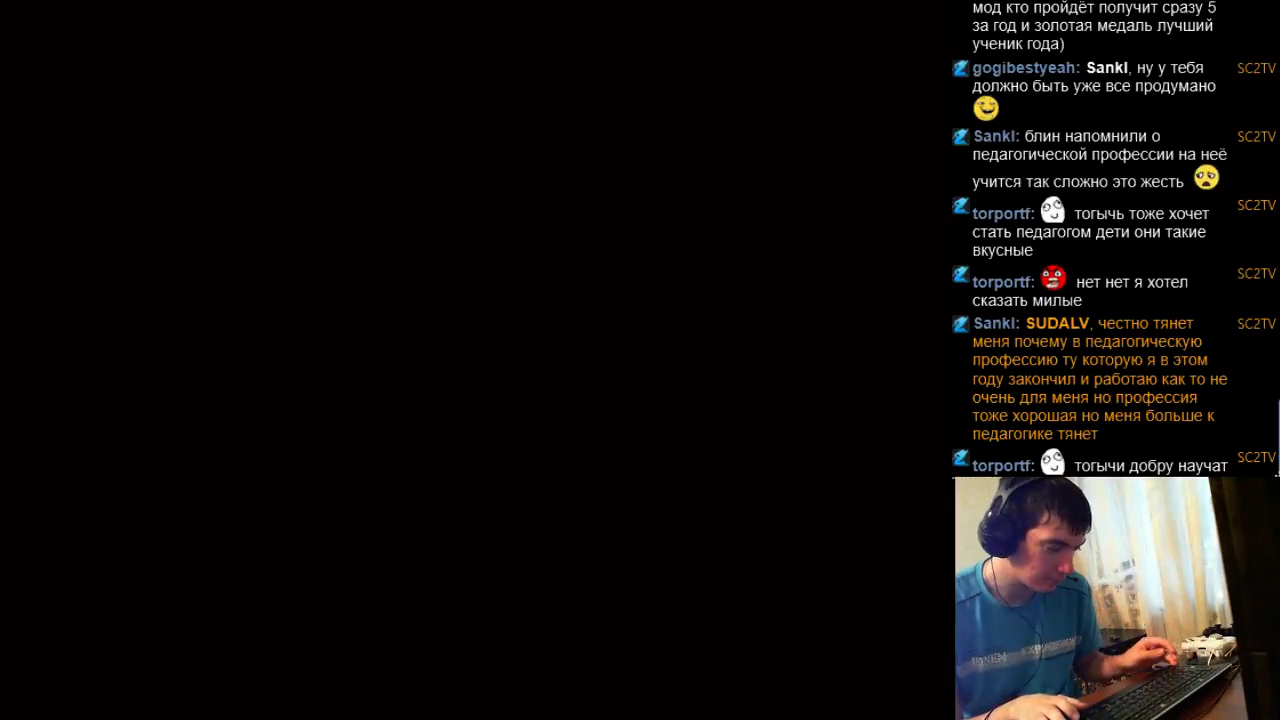 мод кто пройдёт получит сразу 5
за год и золотая медаль лучший
ученик года)
gogibestyeah: SankI, ну у тебя SC2TV
должно быть уже все продумано
SankI: блин напомнили о SC2TV
педагогической профессии на неё
учится так сложно это жесть
torportf: тогычь тоже хочет SC2TV
стать педагогом дети они такие
вкусные
torportf: нет нет я хотел SC2TV
сказать милые
SankI: SUDALV, честно тянет SC2TV
меня почему в педагогическую
профессию ту которую я в этом
году закончил и работаю как то не
очень для меня но профессия
тоже хорошая но меня больше к
педагогике тянет
torportf: тогычи добру научат SC2TV